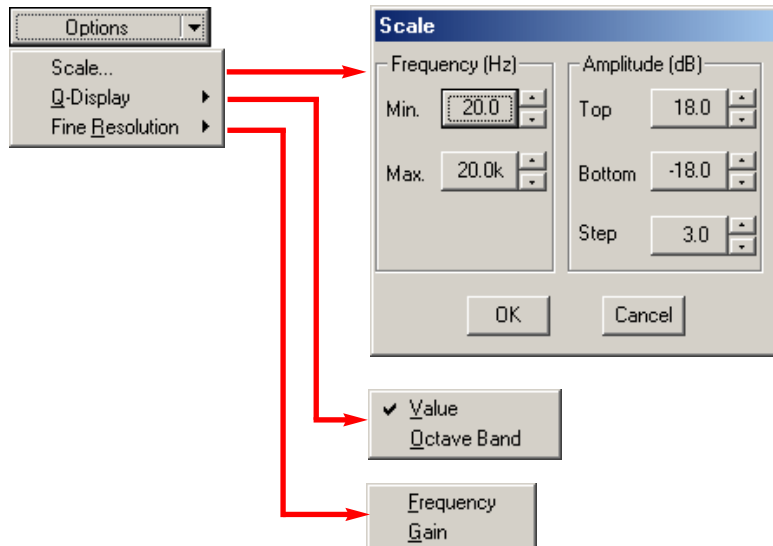 Options
Scale...
Q-Display
Fine Resolution
Scale
Frequency (Hz)
Min. 20.0
Max. 20.0k
Amplitude (dB)
Top 18.0
Bottom -18.0
Step 3.0
OK Cancel
Value
Octave Band
Frequency
Gain